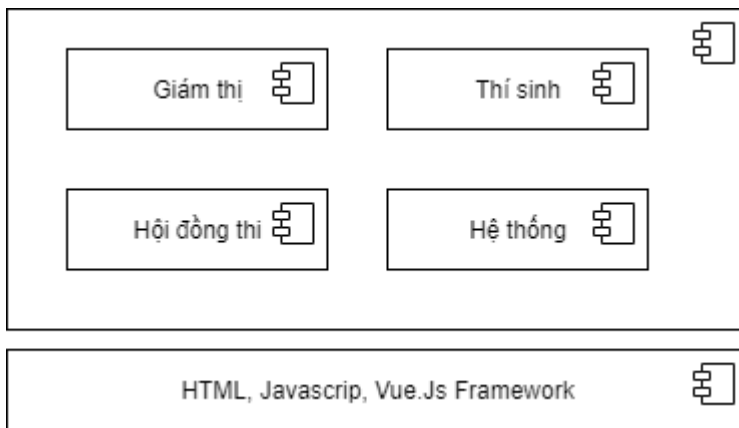 Giám thị
Thí sinh
Hội đồng thi
Hệ thống
HTML, Javascrip, Vue.Js Framework